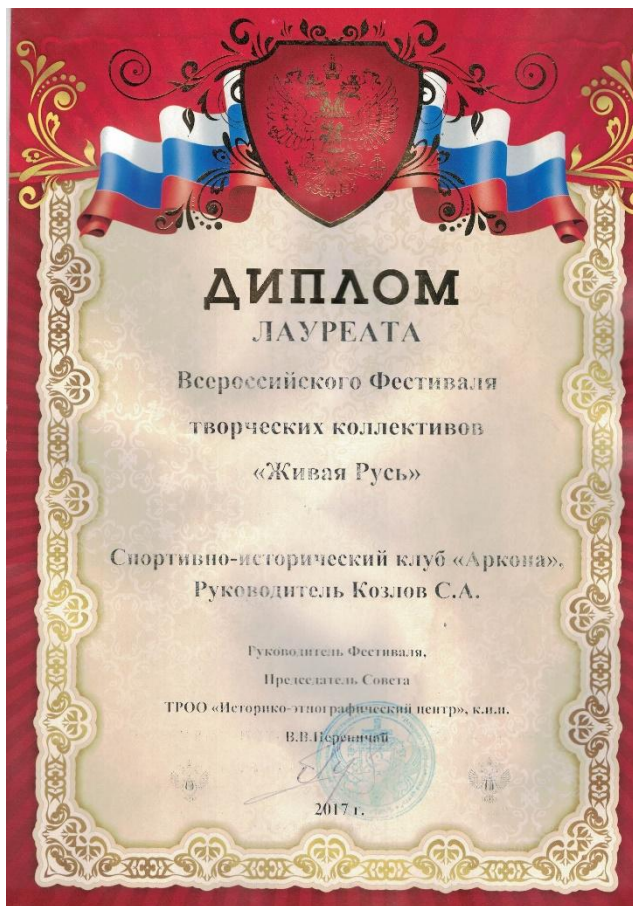 ДИПЛОМ
ЛАУРЕАТА
Всероссийского Фестиваля
творческих коллективов
«Живая Русь»
Спортивно-исторический клуб «Аркона».
Руководитель Козлов С.А.
Руководитель Фестиваля,
Председатель Совета
ТРОО «Историко-этнографический центр», к.и.н.
В.В.
2017 г.